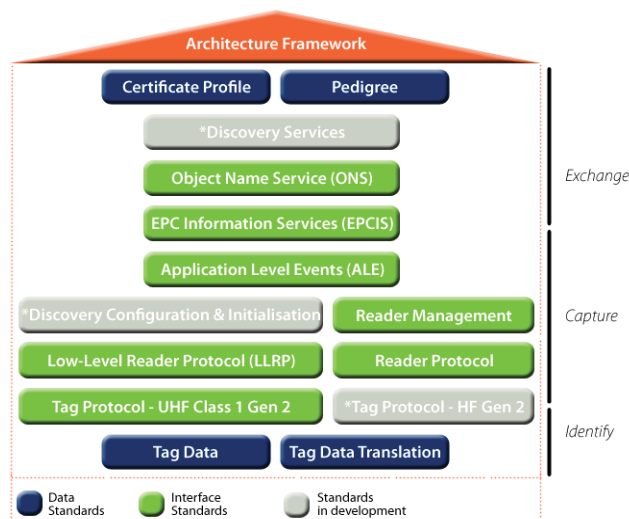 Architecture Framework
Certificate Profile
Pedigree
*Discovery Services
Object Name Service (ONS)
Exchange
EPC Information Services (EPCIS)
Application Level Events (ALE)
*Discovery Configuration & Initialisation
Reader Management
Capture
Low-Level Reader Protocol (LLRP)
Reader Protocol
Tag Protocol - UHF Class 1 Gen 2
*Tag Protocol - HF Gen 2
Identify
Tag Data
Tag Data Translation
Data
Standards
Interface
Standards
Standards
in development